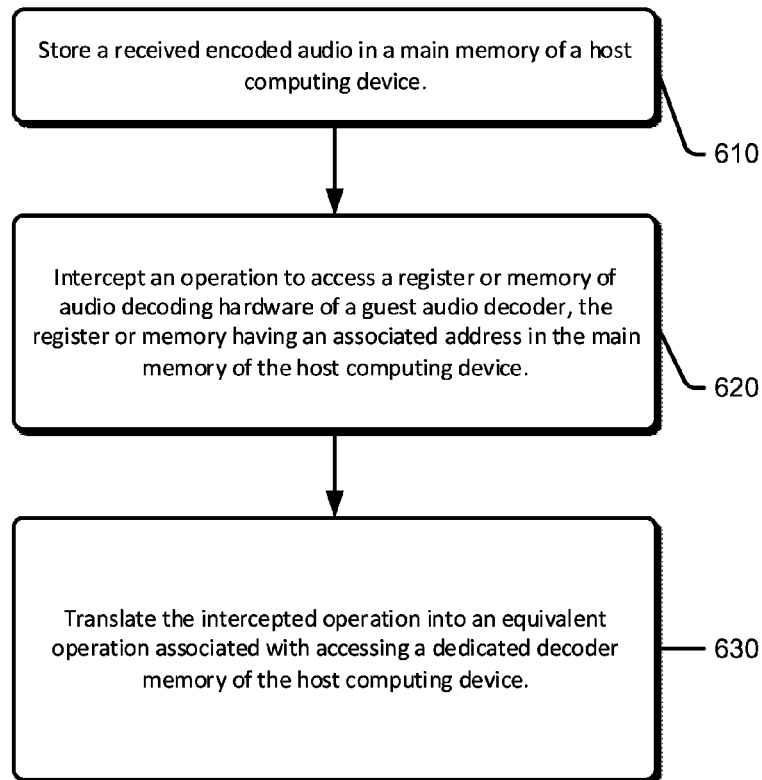 Store a received encoded audio in a main memory of a host
computing device.
610
Intercept an operation to access a register or memory of
audio decoding hardware of a guest audio decoder, the
register or memory having an associated address in the main
memory of the host computing device.
620
Translate the intercepted operation into an equivalent
operation associated with accessing a dedicated decoder
memory of the host computing device.
630